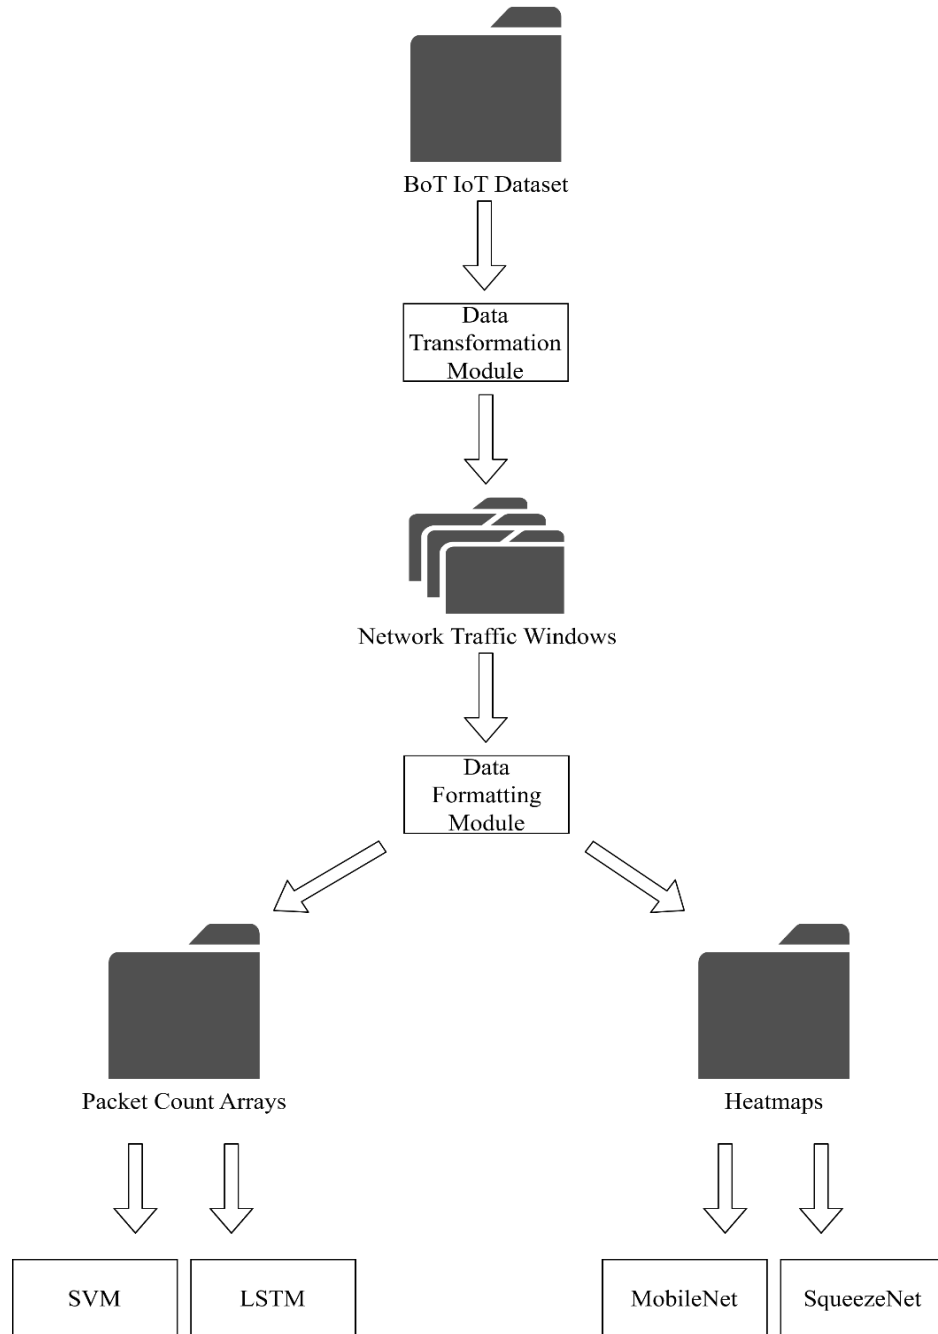 BoT IoT Dataset
Data
Transformation
Module
Network Traffic Windows
Data
Formatting
Module
Packet Count Arrays
Heatmaps
SVM
LSTM
MobileNet
SqueezeNet